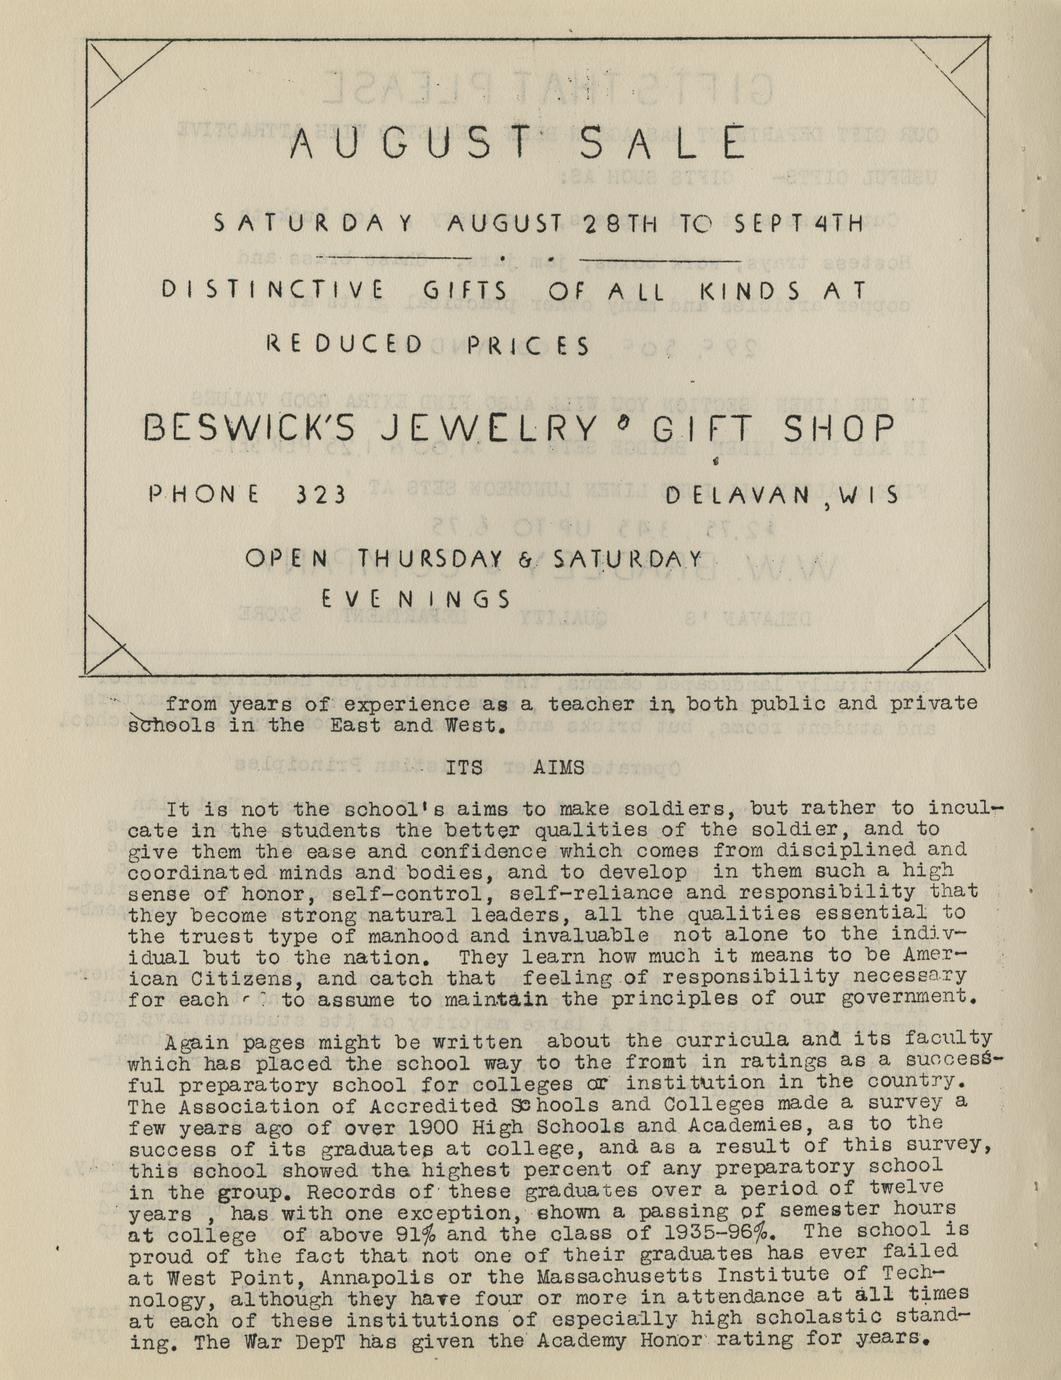 AUGUST SALE
SATURDAY AUGUST 28TH TO SEPT 4TH
DISTINCTIVE GIFTS OF ALL KINDS AT
REDUCED PRICES
BESWICK'S JEWELRY & GIFT SHOP
PHONE 323 DELAVAN, WIS
OPEN THURSDAY & SATURDAY
EVENINGS
from years of experience as a teacher in both public and private
schools in the East and West.
ITS AIMS
It is not the school's aims to make soldiers, but rather to incul-
cate in the students the better qualities of the soldier, and to
give them the ease and confidence which comes from disciplined and
coordinated minds and bodies, and to develop in them such a high
sense of honor, self-control, self-reliance and responsibility that
they become strong natural leaders, all the qualities essential to
the truest type of manhood and invaluable not alone to the indiv-
idual but to the nation. They learn how much it means to be Amer-
ican Citizens, and catch that feeling of responsibility necessary
for each to assume to maintain the principles of our government.
Again pages might be written about the curricula and its faculty
which has placed the school way to the fromt in ratings as a success-
ful preparatory school for colleges or institution in the country.
The Association of Accredited Schools and Colleges made a survey a
few years ago of over 1900 High Schools and Academies, as to the
success of its graduates at college, and as a result of this survey,
this school showed the highest percent of any preparatory school
in the group. Records of these graduates over a period of twelve
years , has with one exception, shown a passing of semester hours
at college of above 91% and the class of 1935-96%. The school is
proud of the fact that not one of their graduates has ever failed
at West Point, Annapolis or the Massachusetts Institute of Tech-
nology, although they have four or more in attendance at all times
at each of these institutions of especially high scholastic stand-
ing. The War DepT has given the Academy Honor rating for years.